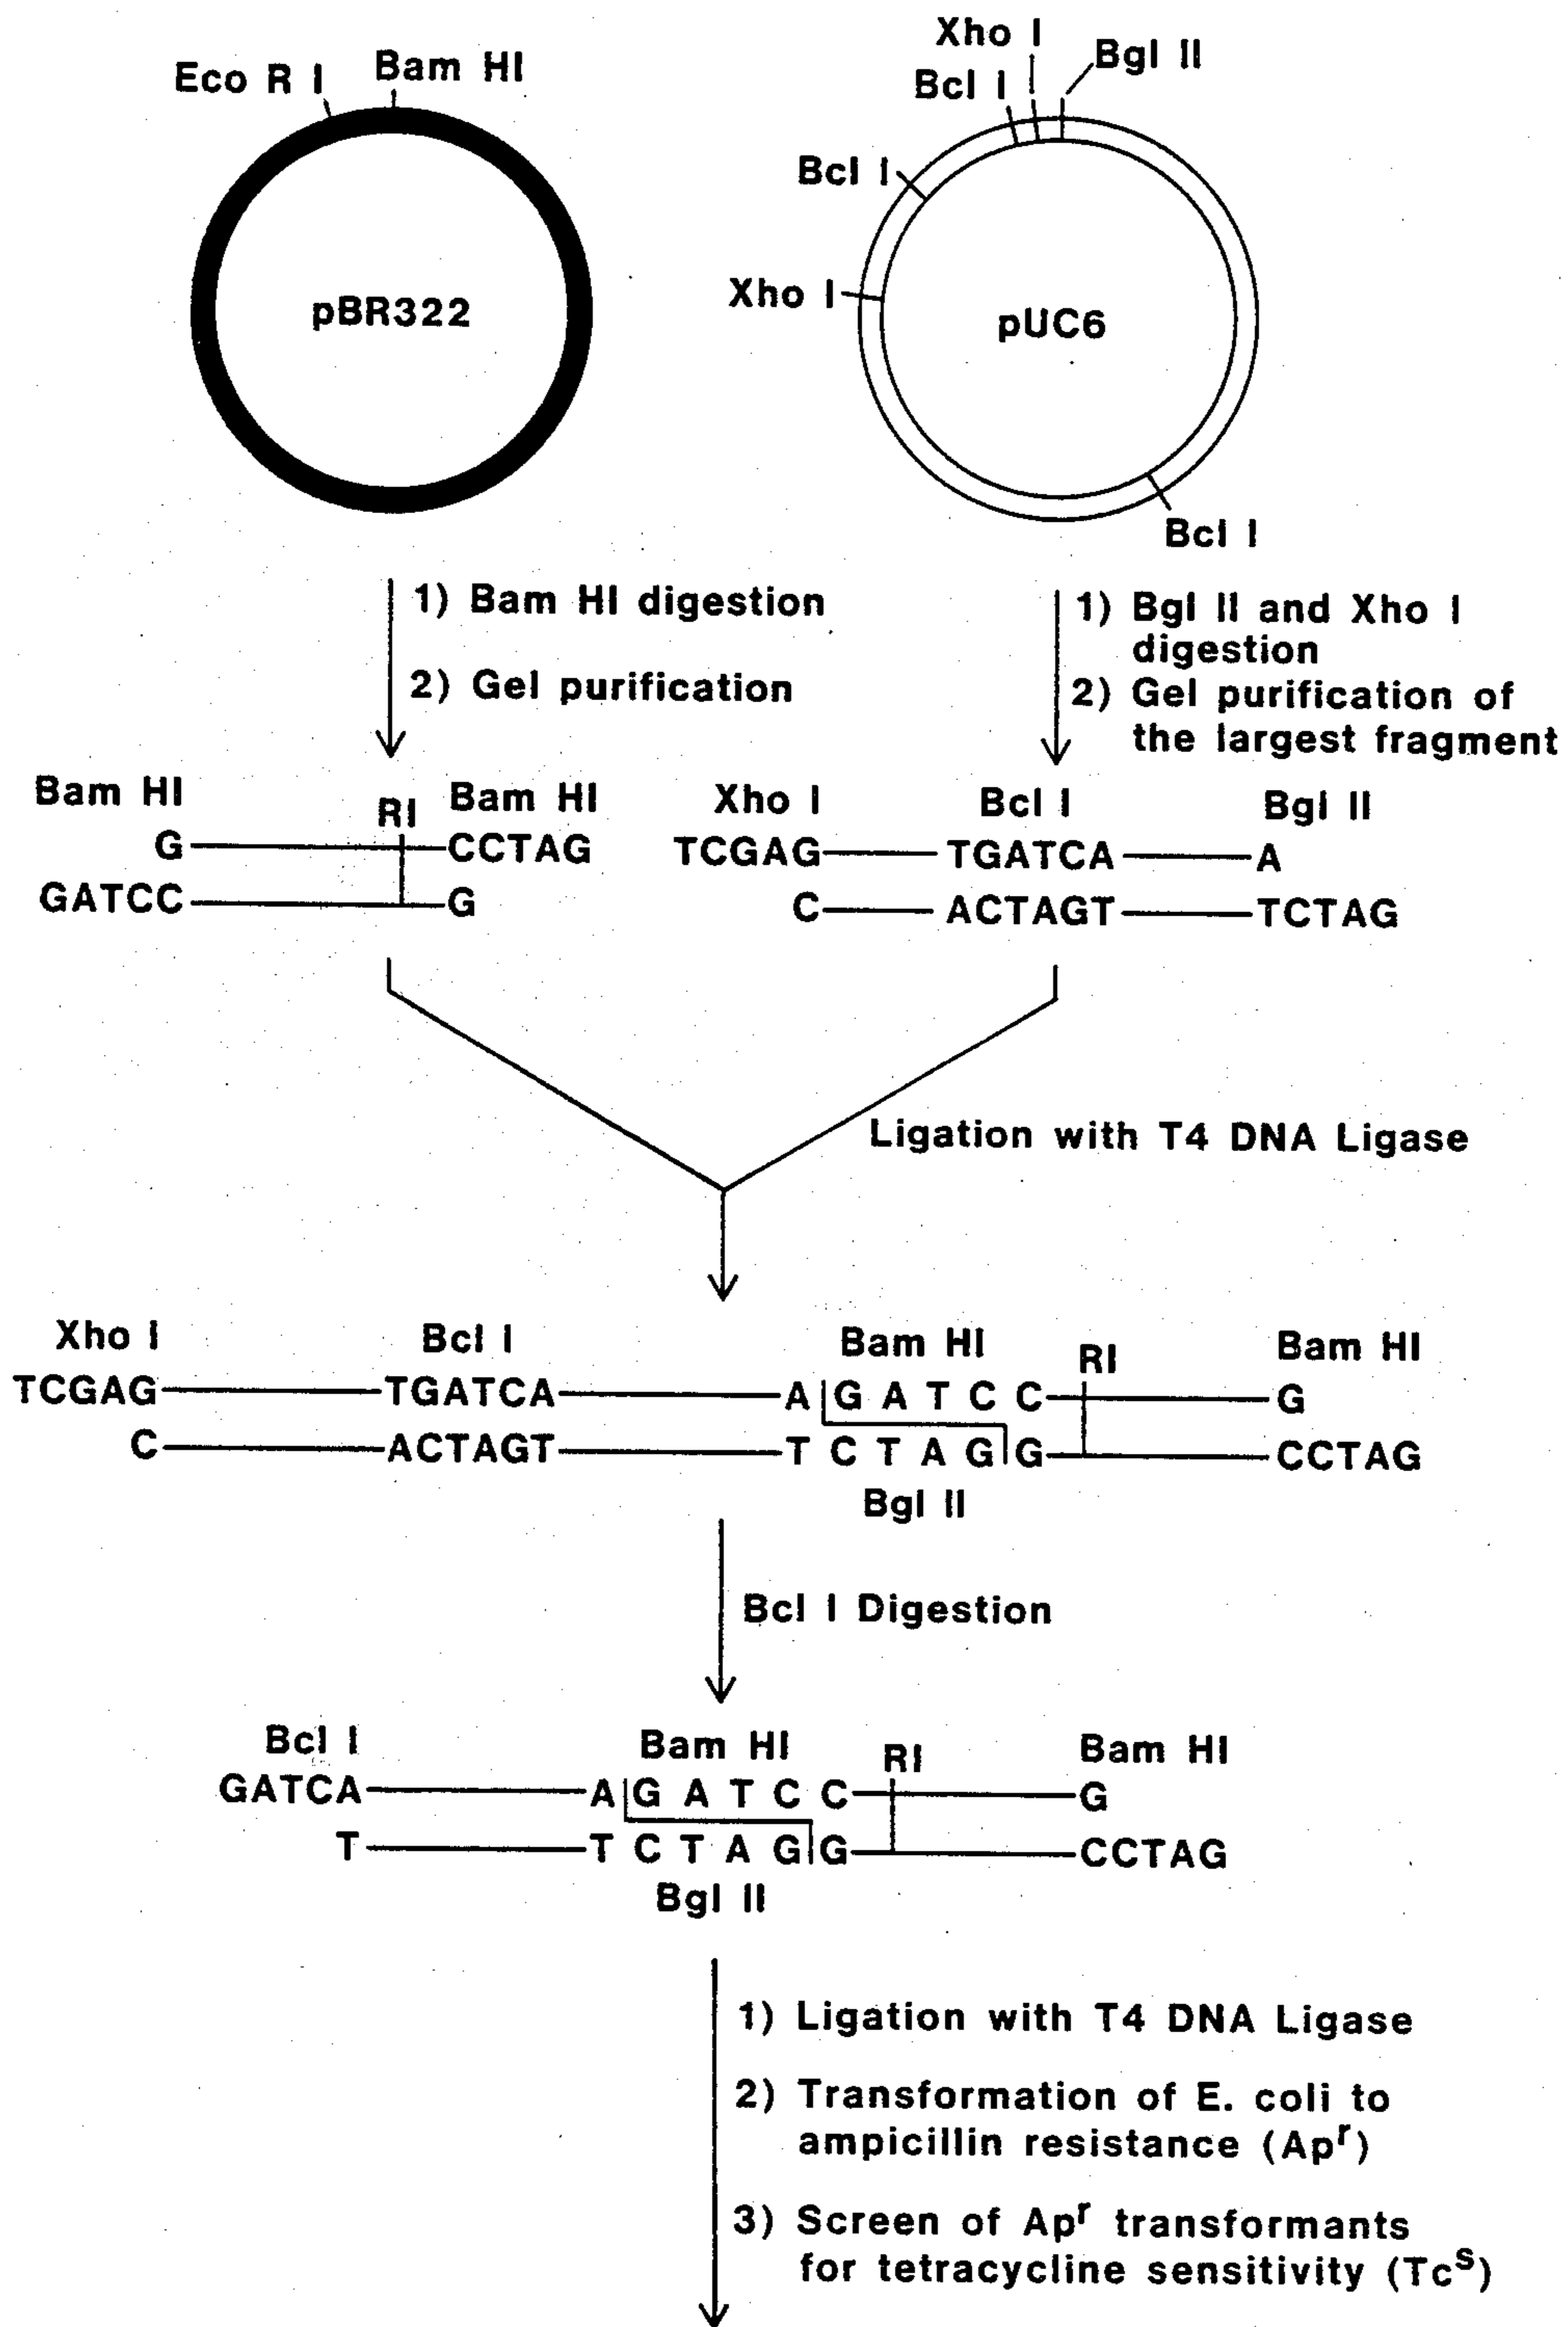 Eco R I
Bam HI
Xho I
Bgl II
Bcl I
Bcl I
Xho I
pBR322
pUC6
Bcl I
1) Bam HI digestion
2) Gel purification
1) Bgl II and Xho I
digestion
2) Gel purification of
the largest fragment
Bam HI
RI
Bam HI
G
CCTAG
GATCC
G
Xho I
Bcl I
Bgl II
TCGAG
TGATCA
A
C
ACTAGT
TCTAG
Ligation with T4 DNA Ligase
Xho I
Bcl I
Bam HI
RI
Bam HI
TCGAG
TGATCA
A G A T C C
G
C
ACTAGT
T C T A G G
CCTAG
Bgl II
Bcl I Digestion
Bcl I
Bam HI
RI
Bam HI
GATCA
A G A T C C
G
T
T C T A G G
CCTAG
Bgl II
1) Ligation with T4 DNA Ligase
2) Transformation of E. coli to
ampicillin resistance (Apʳ)
3) Screen of Apʳ transformants
for tetracycline sensitivity (Tcˢ)